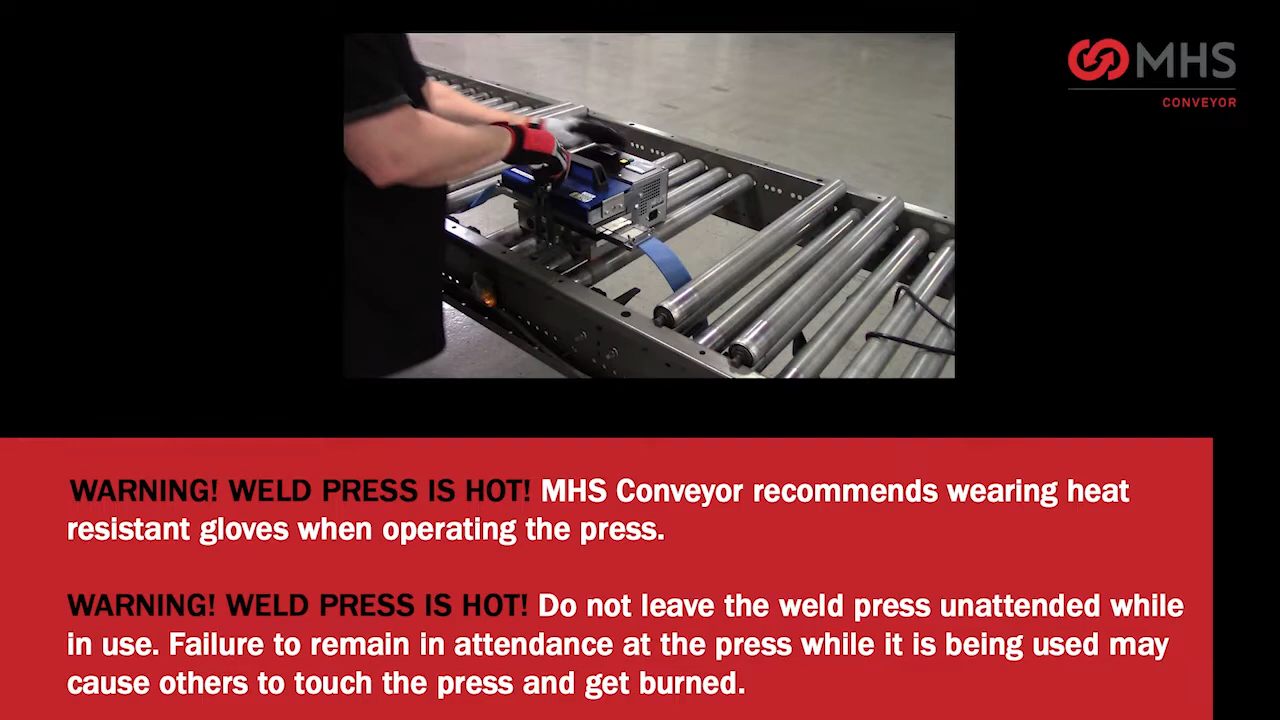 MHS
CONVEYOR
WARNING! WELD PRESS IS HOT! MHS Conveyor recommends wearing heat
resistant gloves when operating the press.
WARNING! WELD PRESS IS HOT! Do not leave the weld press unattended while
in use. Failure to remain in attendance at the press while it is being used may
cause others to touch the press and get burned.